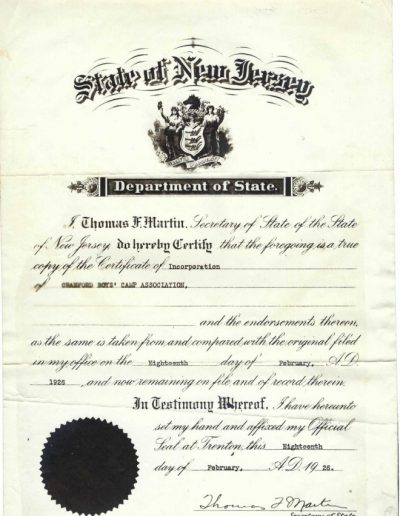 State of New Jersey
Department of State.
I, Thomas F. Martin, Secretary of State of the State
of New Jersey, do hereby Certify that the foregoing is a true
copy of the Certificate of Incorporation
of CRANFORD BOYS' CAMP ASSOCIATION,
and the endorsements thereon,
as the same is taken from and compared with the original filed
in my office on the Eighteenth day of February, A.D.
1926, and now remaining on file and of record therein.
In Testimony Whereof, I have hereunto
set my hand and affixed my Official
Seal at Trenton, this Eighteenth
day of February, A.D. 1926.
Thomas F Martin
Secretary of State